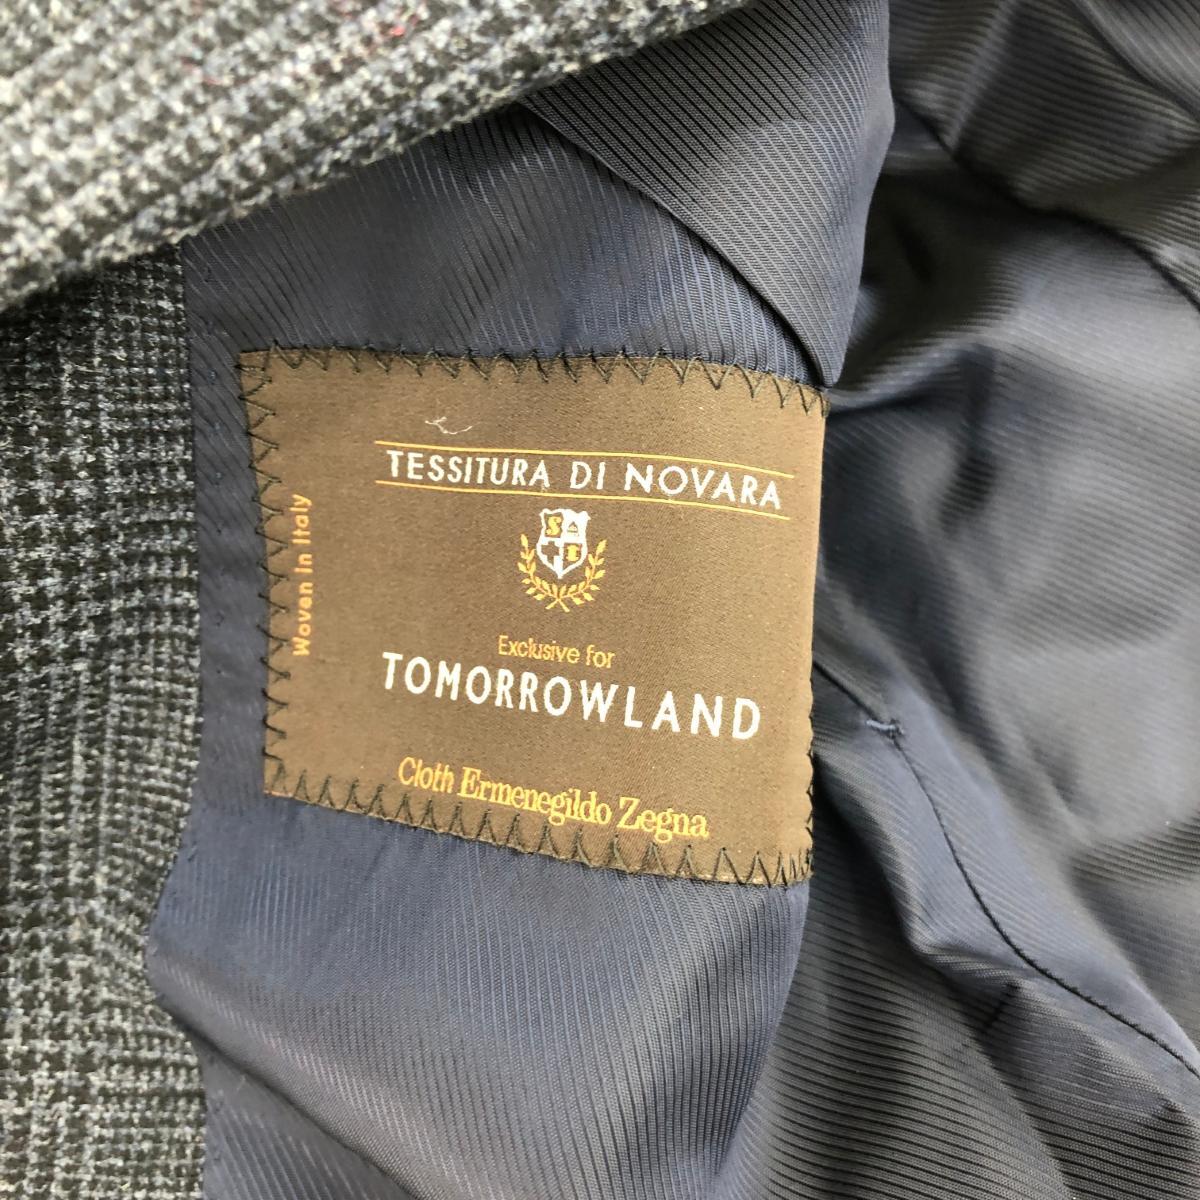 TESSITURA DI NOVARA
S A
I
Exclusive for
TOMORROWLAND
Cloth Ermenegildo Zegna
Woven in Italy